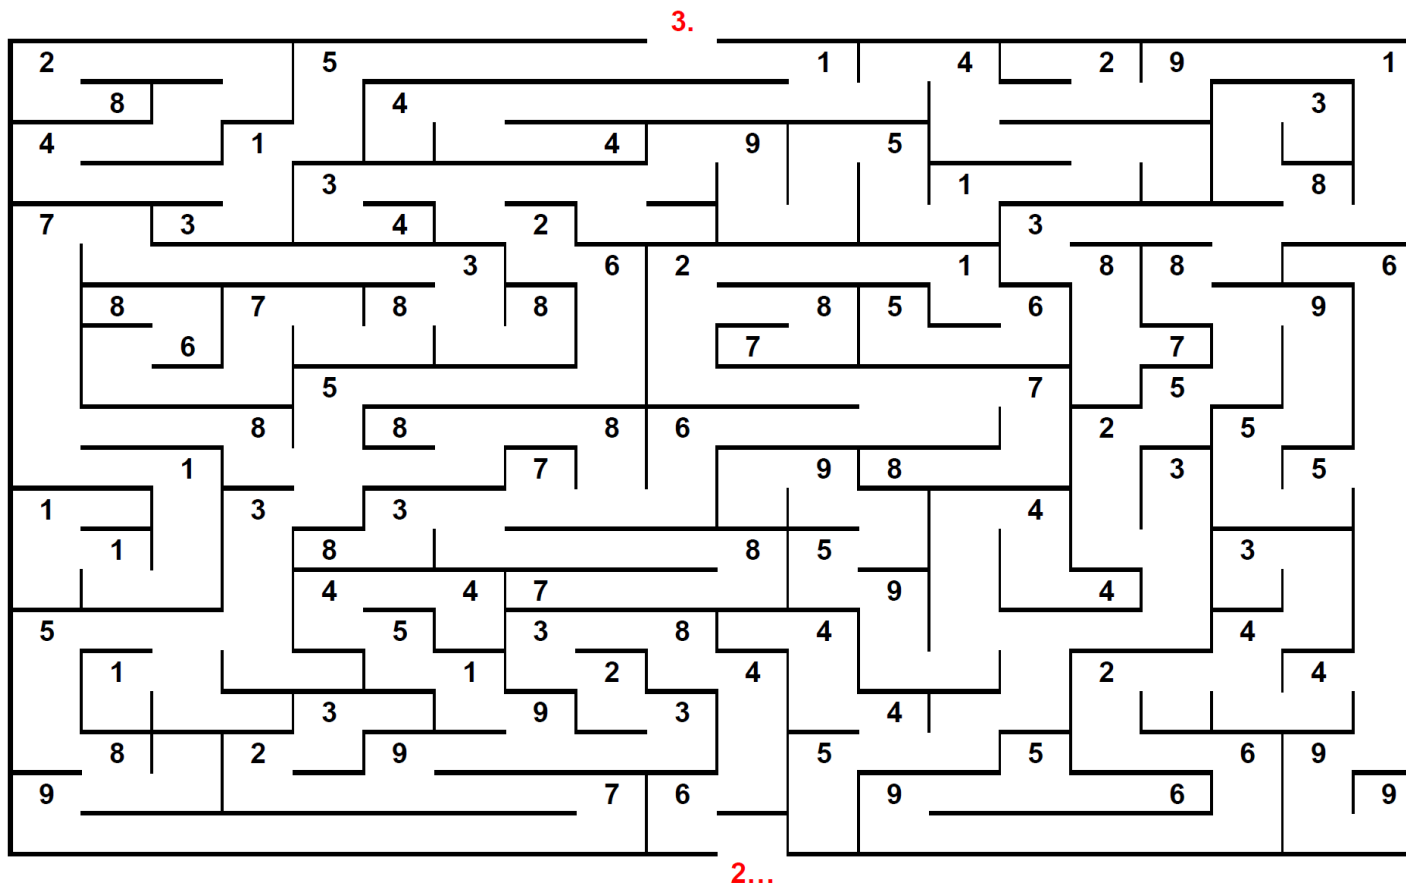 3.
2 5 1 4 2 9 1
8 4 3
4 1 4 9 5
3 1 8
7 3 4 2 3
3 6 2 1 8 8 6
8 7 8 8 8 5 6 9
6 7 7
5 7 5
8 8 8 6 2 5
1 7 9 8 3 5
1 3 3 4
1 8 8 5 3
4 4 7 9 4
5 5 3 8 4 4
1 1 2 4 2 4
3 9 3 4
8 2 9 5 5 6 9
9 7 6 9 6 9
2...